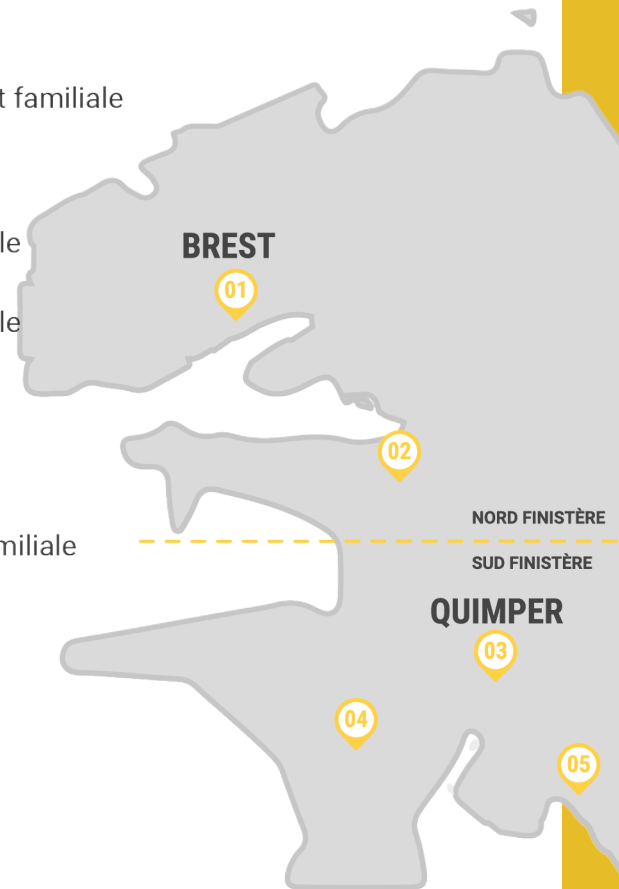 t familiale
le
BREST
01
le
02
NORD FINISTÈRE
miliale
SUD FINISTÈRE
QUIMPER
03
04
05